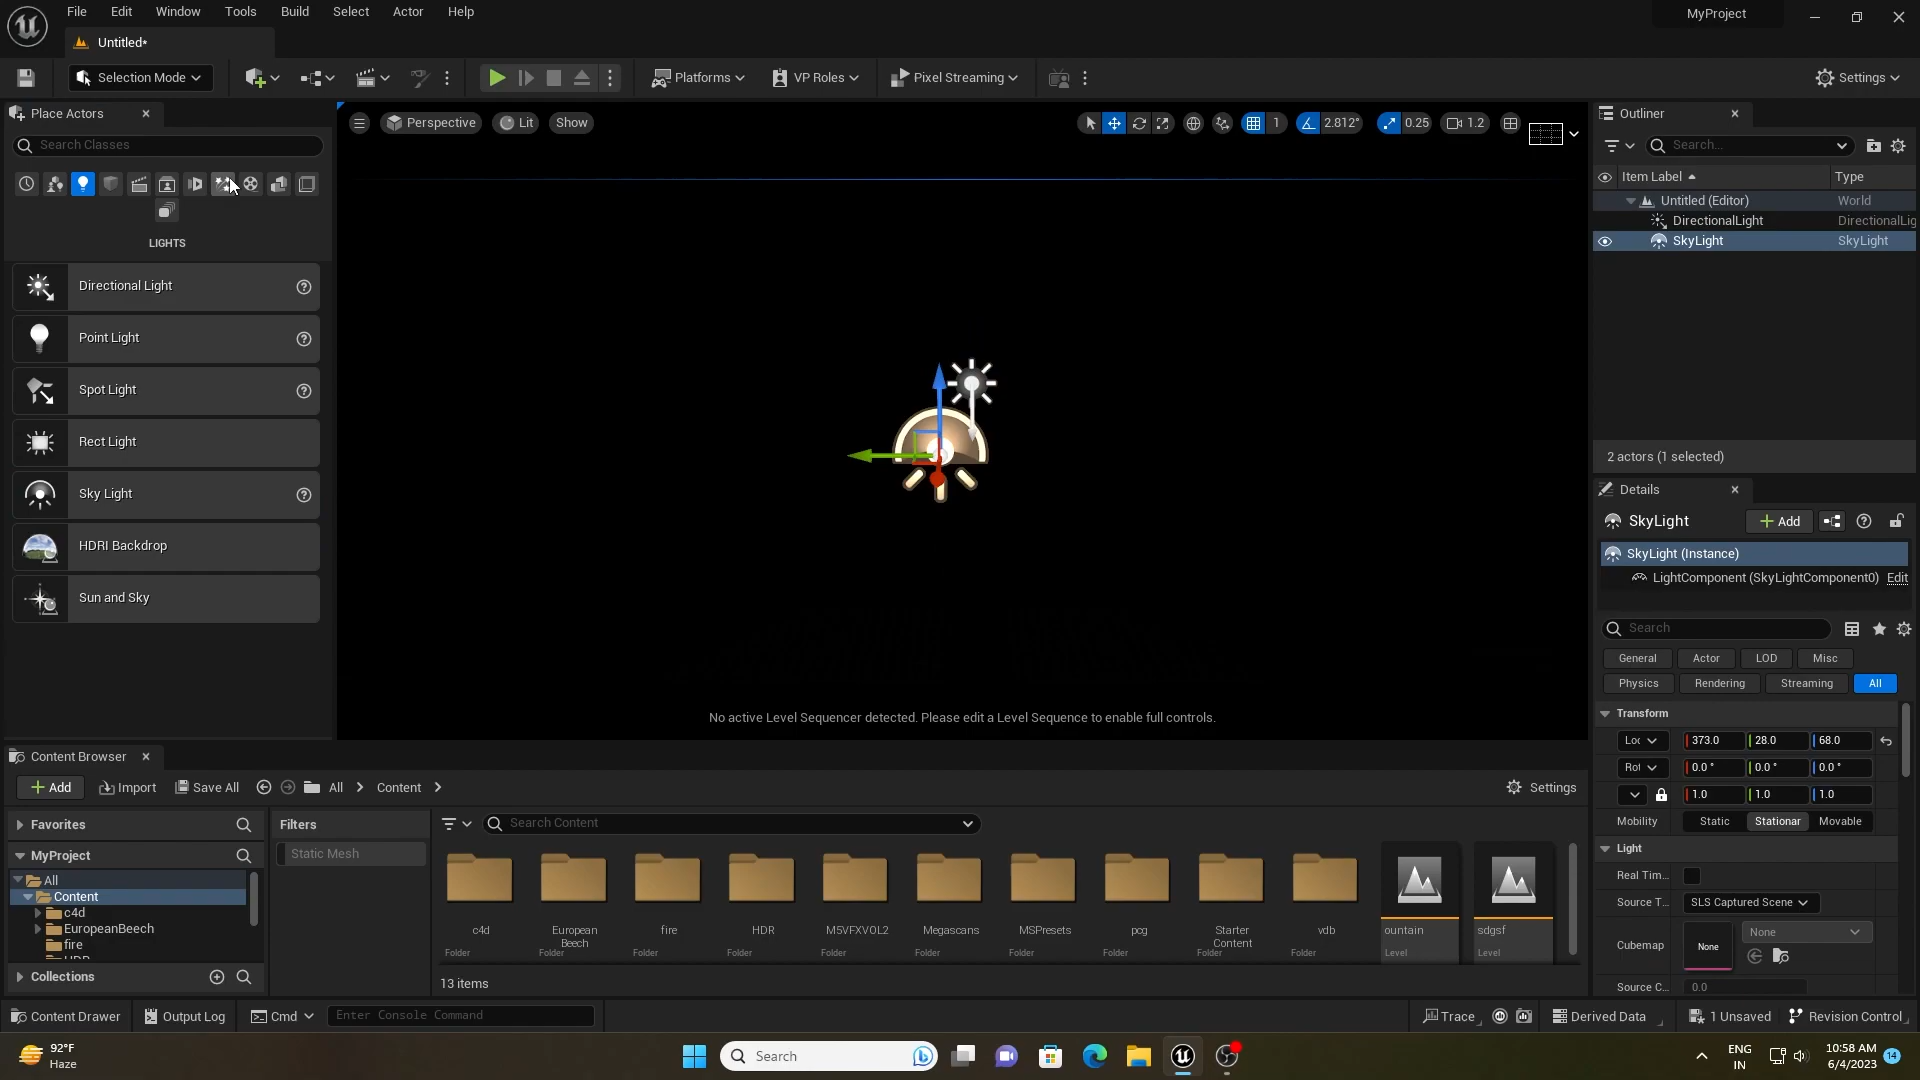 File Edit Window Tools Build Select Actor Help
MyProject
Untitled*
Selection Mode
Platforms
VP Roles
Pixel Streaming
Settings
Place Actors
Search Classes
LIGHTS
Directional Light
Point Light
Spot Light
Rect Light
Sky Light
HDRI Backdrop
Sun and Sky
Perspective
Lit
Show
1
2.812°
0.25
1.2
No active Level Sequencer detected. Please edit a Level Sequence to enable full controls.
Outliner
Search...
Item Label
Type
Untitled (Editor) World
DirectionalLight DirectionalLig
SkyLight SkyLight
2 actors (1 selected)
Details
SkyLight
Add
SkyLight (Instance)
LightComponent (SkyLightComponent0) Edit
Search
General Actor LOD Misc
Physics Rendering Streaming All
Transform
Loc 373.0 28.0 68.0
Rot 0.0 ° 0.0 ° 0.0 °
1.0 1.0 1.0
Mobility Static Stationar Movable
Light
Real Tim...
Source T... SLS Captured Scene
Cubemap None None
Source C... 0.0
Content Browser
Add Import Save All All Content Settings
Favorites
MyProject
All
Content
c4d
EuropeanBeech
fire
HDR
Collections
Filters
Static Mesh
Search Content
c4d
Folder
European
Beech
Folder
fire
Folder
HDR
Folder
M5VFXVOL2
Folder
Megascans
Folder
MSPresets
Folder
pcg
Folder
Starter
Content
Folder
vdb
Folder
ountain
Level
sdgsf
Level
13 items
Content Drawer
Output Log
Cmd
Enter Console Command
Trace
Derived Data
1 Unsaved
Revision Control
92°F
Haze
Search
ENG
IN
10:58 AM
6/4/2023
14